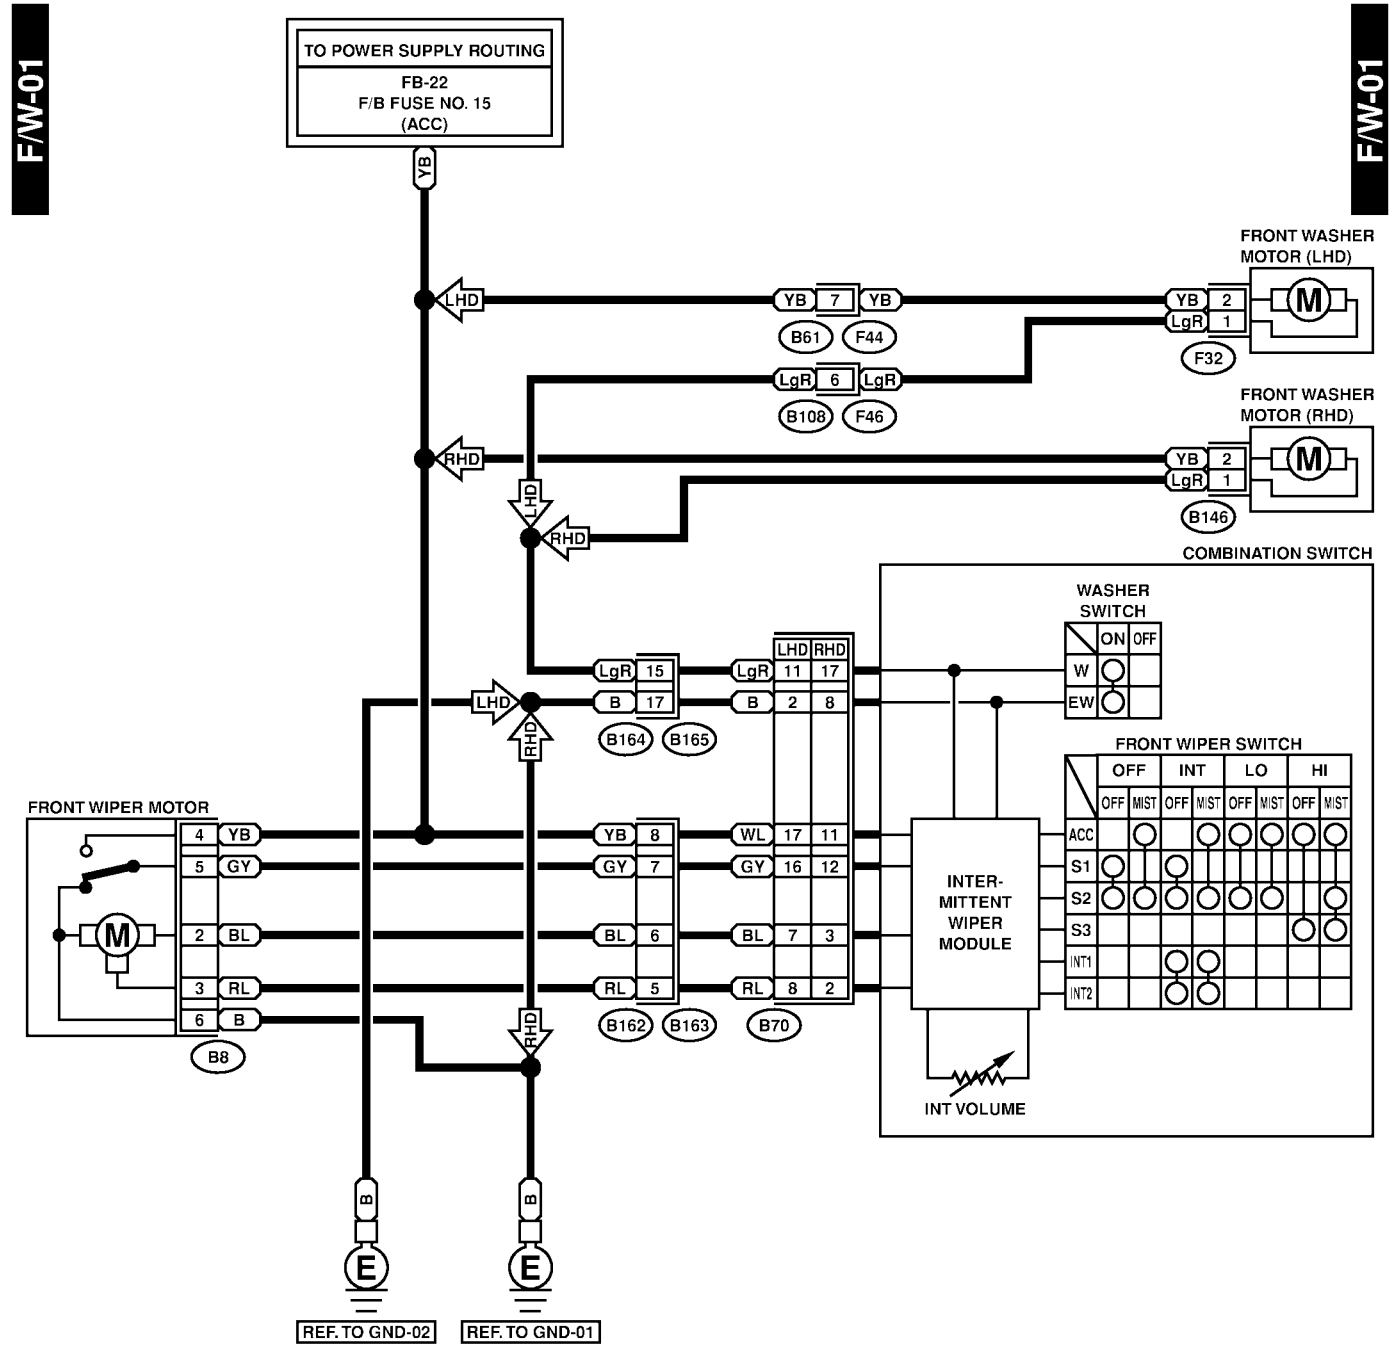 F/W-01
F/W-01
TO POWER SUPPLY ROUTING
FB-22
F/B FUSE NO. 15
(ACC)
YB
FRONT WASHER
MOTOR (LHD)
LHD
YB 7 YB
YB 2
M
LgR 1
B61 F44
F32
LgR 6 LgR
B108 F46
FRONT WASHER
MOTOR (RHD)
RHD
YB 2
M
LgR 1
B146
LHD
RHD
COMBINATION SWITCH
WASHER
SWITCH
ON OFF
W
EW
LHD RHD
LgR 15 LgR 11 17
LHD
B 17 B 2 8
RHD
B164 B165
FRONT WIPER SWITCH
OFF INT LO HI
OFF MIST OFF MIST OFF MIST OFF MIST
ACC
S1
S2
S3
INT1
INT2
FRONT WIPER MOTOR
4 YB YB 8 WL 17 11
5 GY GY 7 GY 16 12
M
2 BL BL 6 BL 7 3
3 RL RL 5 RL 8 2
6 B
B8
B162 B163 B70
RHD
INTER-
MITTENT
WIPER
MODULE
INT VOLUME
B B
E E
REF. TO GND-02 REF. TO GND-01